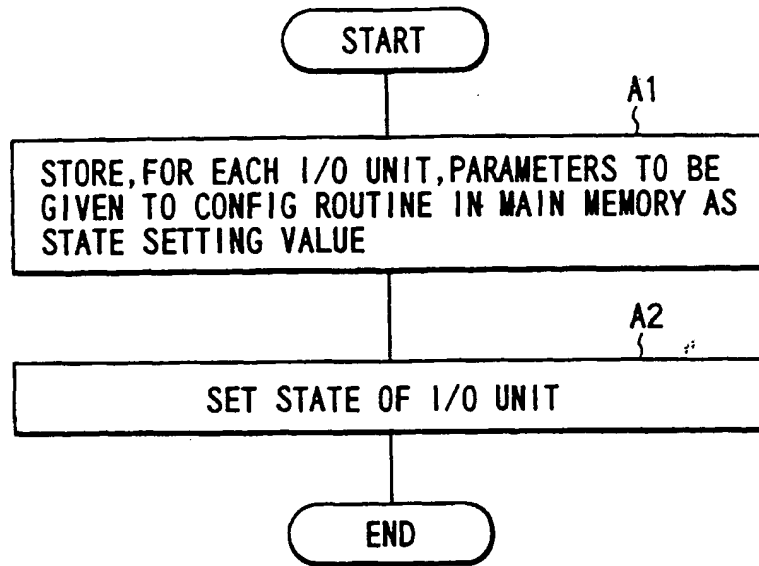 START
A1
STORE,FOR EACH I/O UNIT,PARAMETERS TO BE
GIVEN TO CONFIG ROUTINE IN MAIN MEMORY AS
STATE SETTING VALUE
A2
SET STATE OF I/O UNIT
END